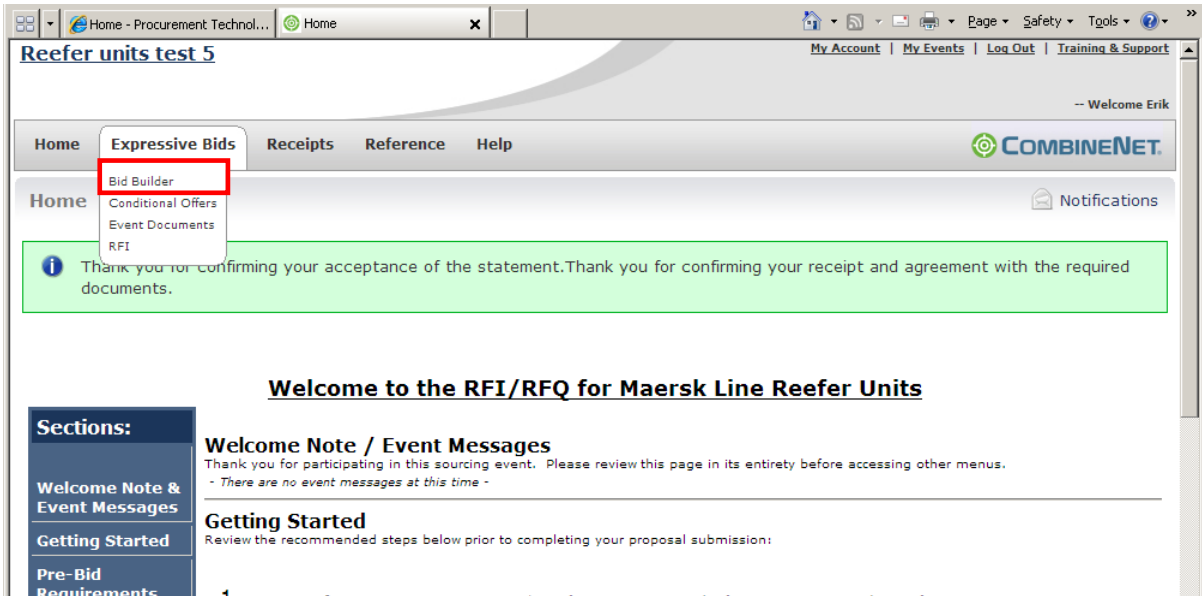 Home - Procurement Technol...
Home
Page
Safety
Tools
Reefer units test 5
My Account | My Events | Log Out | Training & Support
-- Welcome Erik
Home
Expressive Bids
Receipts
Reference
Help
COMBINENET.
Bid Builder
Conditional Offers
Event Documents
RFI
Home
Notifications
Thank you for confirming your acceptance of the statement.Thank you for confirming your receipt and agreement with the required
documents.
Welcome to the RFI/RFQ for Maersk Line Reefer Units
Sections:
Welcome Note &
Event Messages
Getting Started
Pre-Bid
Requirements
Welcome Note / Event Messages
Thank you for participating in this sourcing event. Please review this page in its entirety before accessing other menus.
- There are no event messages at this time -
Getting Started
Review the recommended steps below prior to completing your proposal submission: